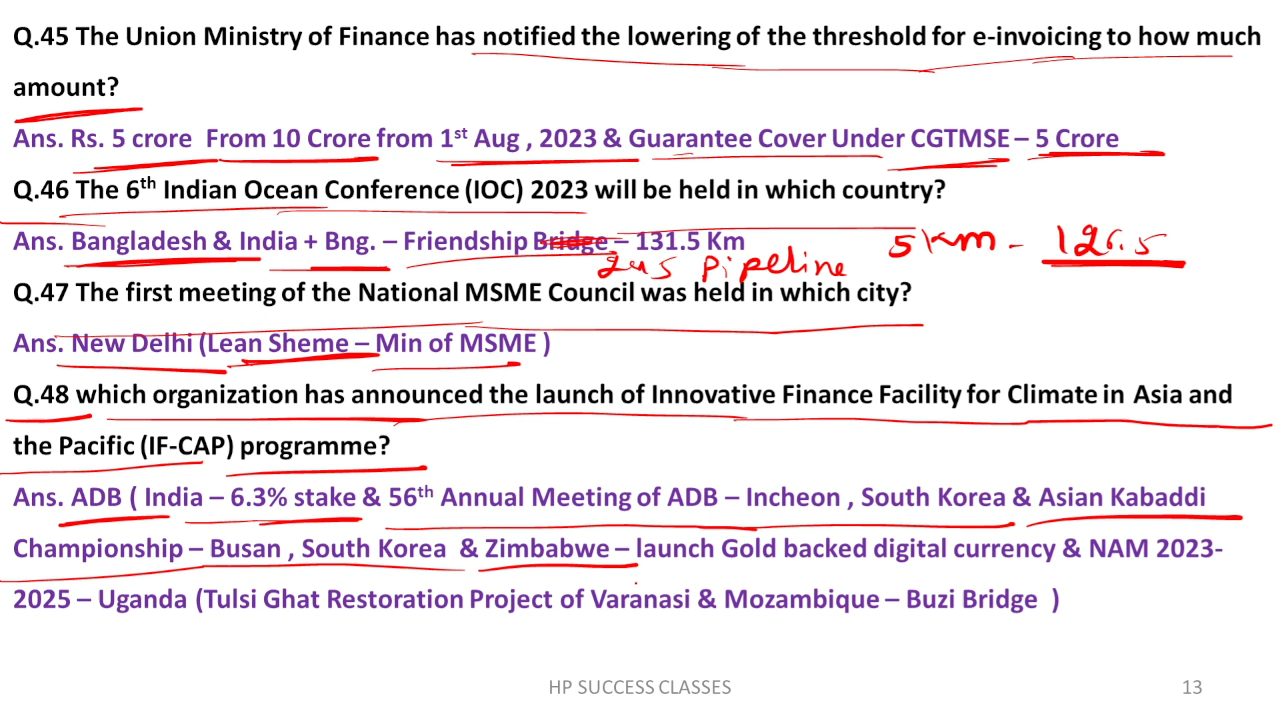 Q.45 The Union Ministry of Finance has notified the lowering of the threshold for e-invoicing to how much
amount?
Ans. Rs. 5 crore From 10 Crore from 1st Aug , 2023 & Guarantee Cover Under CGTMSE – 5 Crore
Q.46 The 6th Indian Ocean Conference (IOC) 2023 will be held in which country?
Ans. Bangladesh & India + Bng. – Friendship Bridge – 131.5 Km 5 Km - 126.5
pipeline
Q.47 The first meeting of the National MSME Council was held in which city?
Ans. New Delhi (Lean Sheme – Min of MSME )
Q.48 which organization has announced the launch of Innovative Finance Facility for Climate in Asia and
the Pacific (IF-CAP) programme?
Ans. ADB ( India – 6.3% stake & 56th Annual Meeting of ADB – Incheon , South Korea & Asian Kabaddi
Championship – Busan , South Korea & Zimbabwe – launch Gold backed digital currency & NAM 2023-
2025 – Uganda (Tulsi Ghat Restoration Project of Varanasi & Mozambique – Buzi Bridge )
HP SUCCESS CLASSES 13